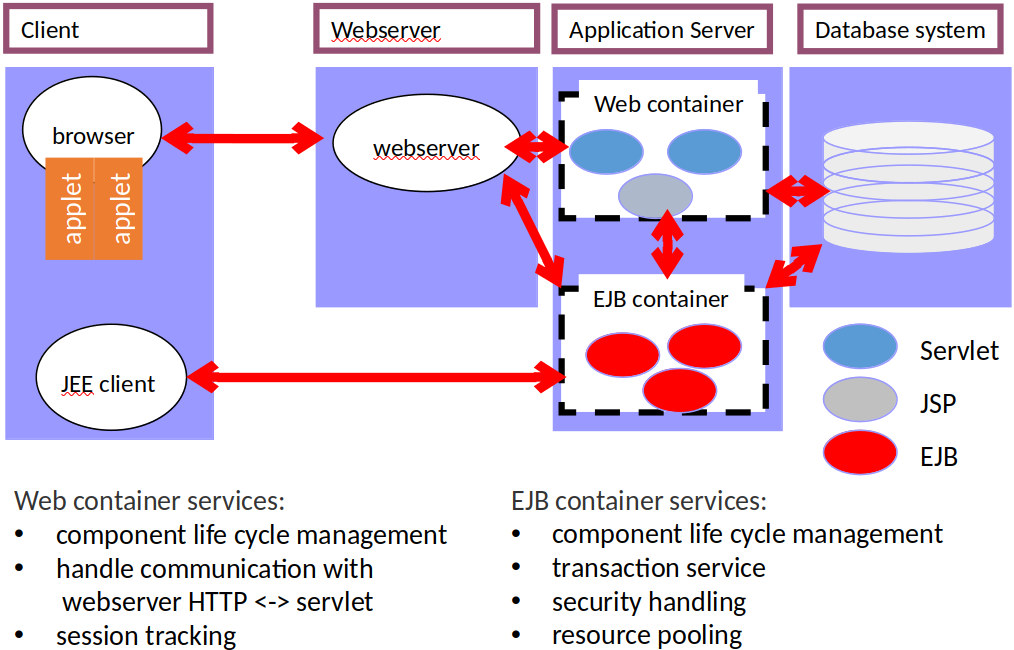 Client
Webserver
Application Server
Database system
browser
applet
applet
webserver
Web container
EJB container
JEE client
Servlet
JSP
EJB
Web container services:
• component life cycle management
• handle communication with
webserver HTTP <-> servlet
• session tracking
EJB container services:
• component life cycle management
• transaction service
• security handling
• resource pooling